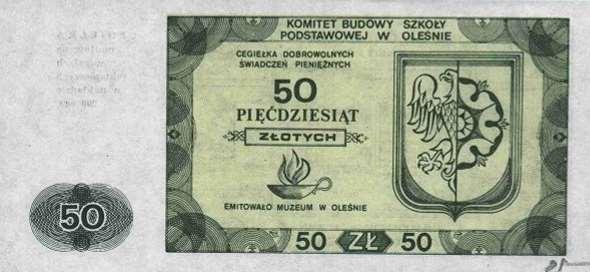 KOMITET BUDOWY SZKOŁY
PODSTAWOWEJ W OLEŚNIE
CEGIEŁKA DOBROWOLNYCH
ŚWIADCZEŃ PIENIĘŻNYCH
50
PIĘĆDZIESIĄT
ZŁOTYCH
EMITOWAŁO MUZEUM W OLEŚNIE
50
50 ZŁ 50